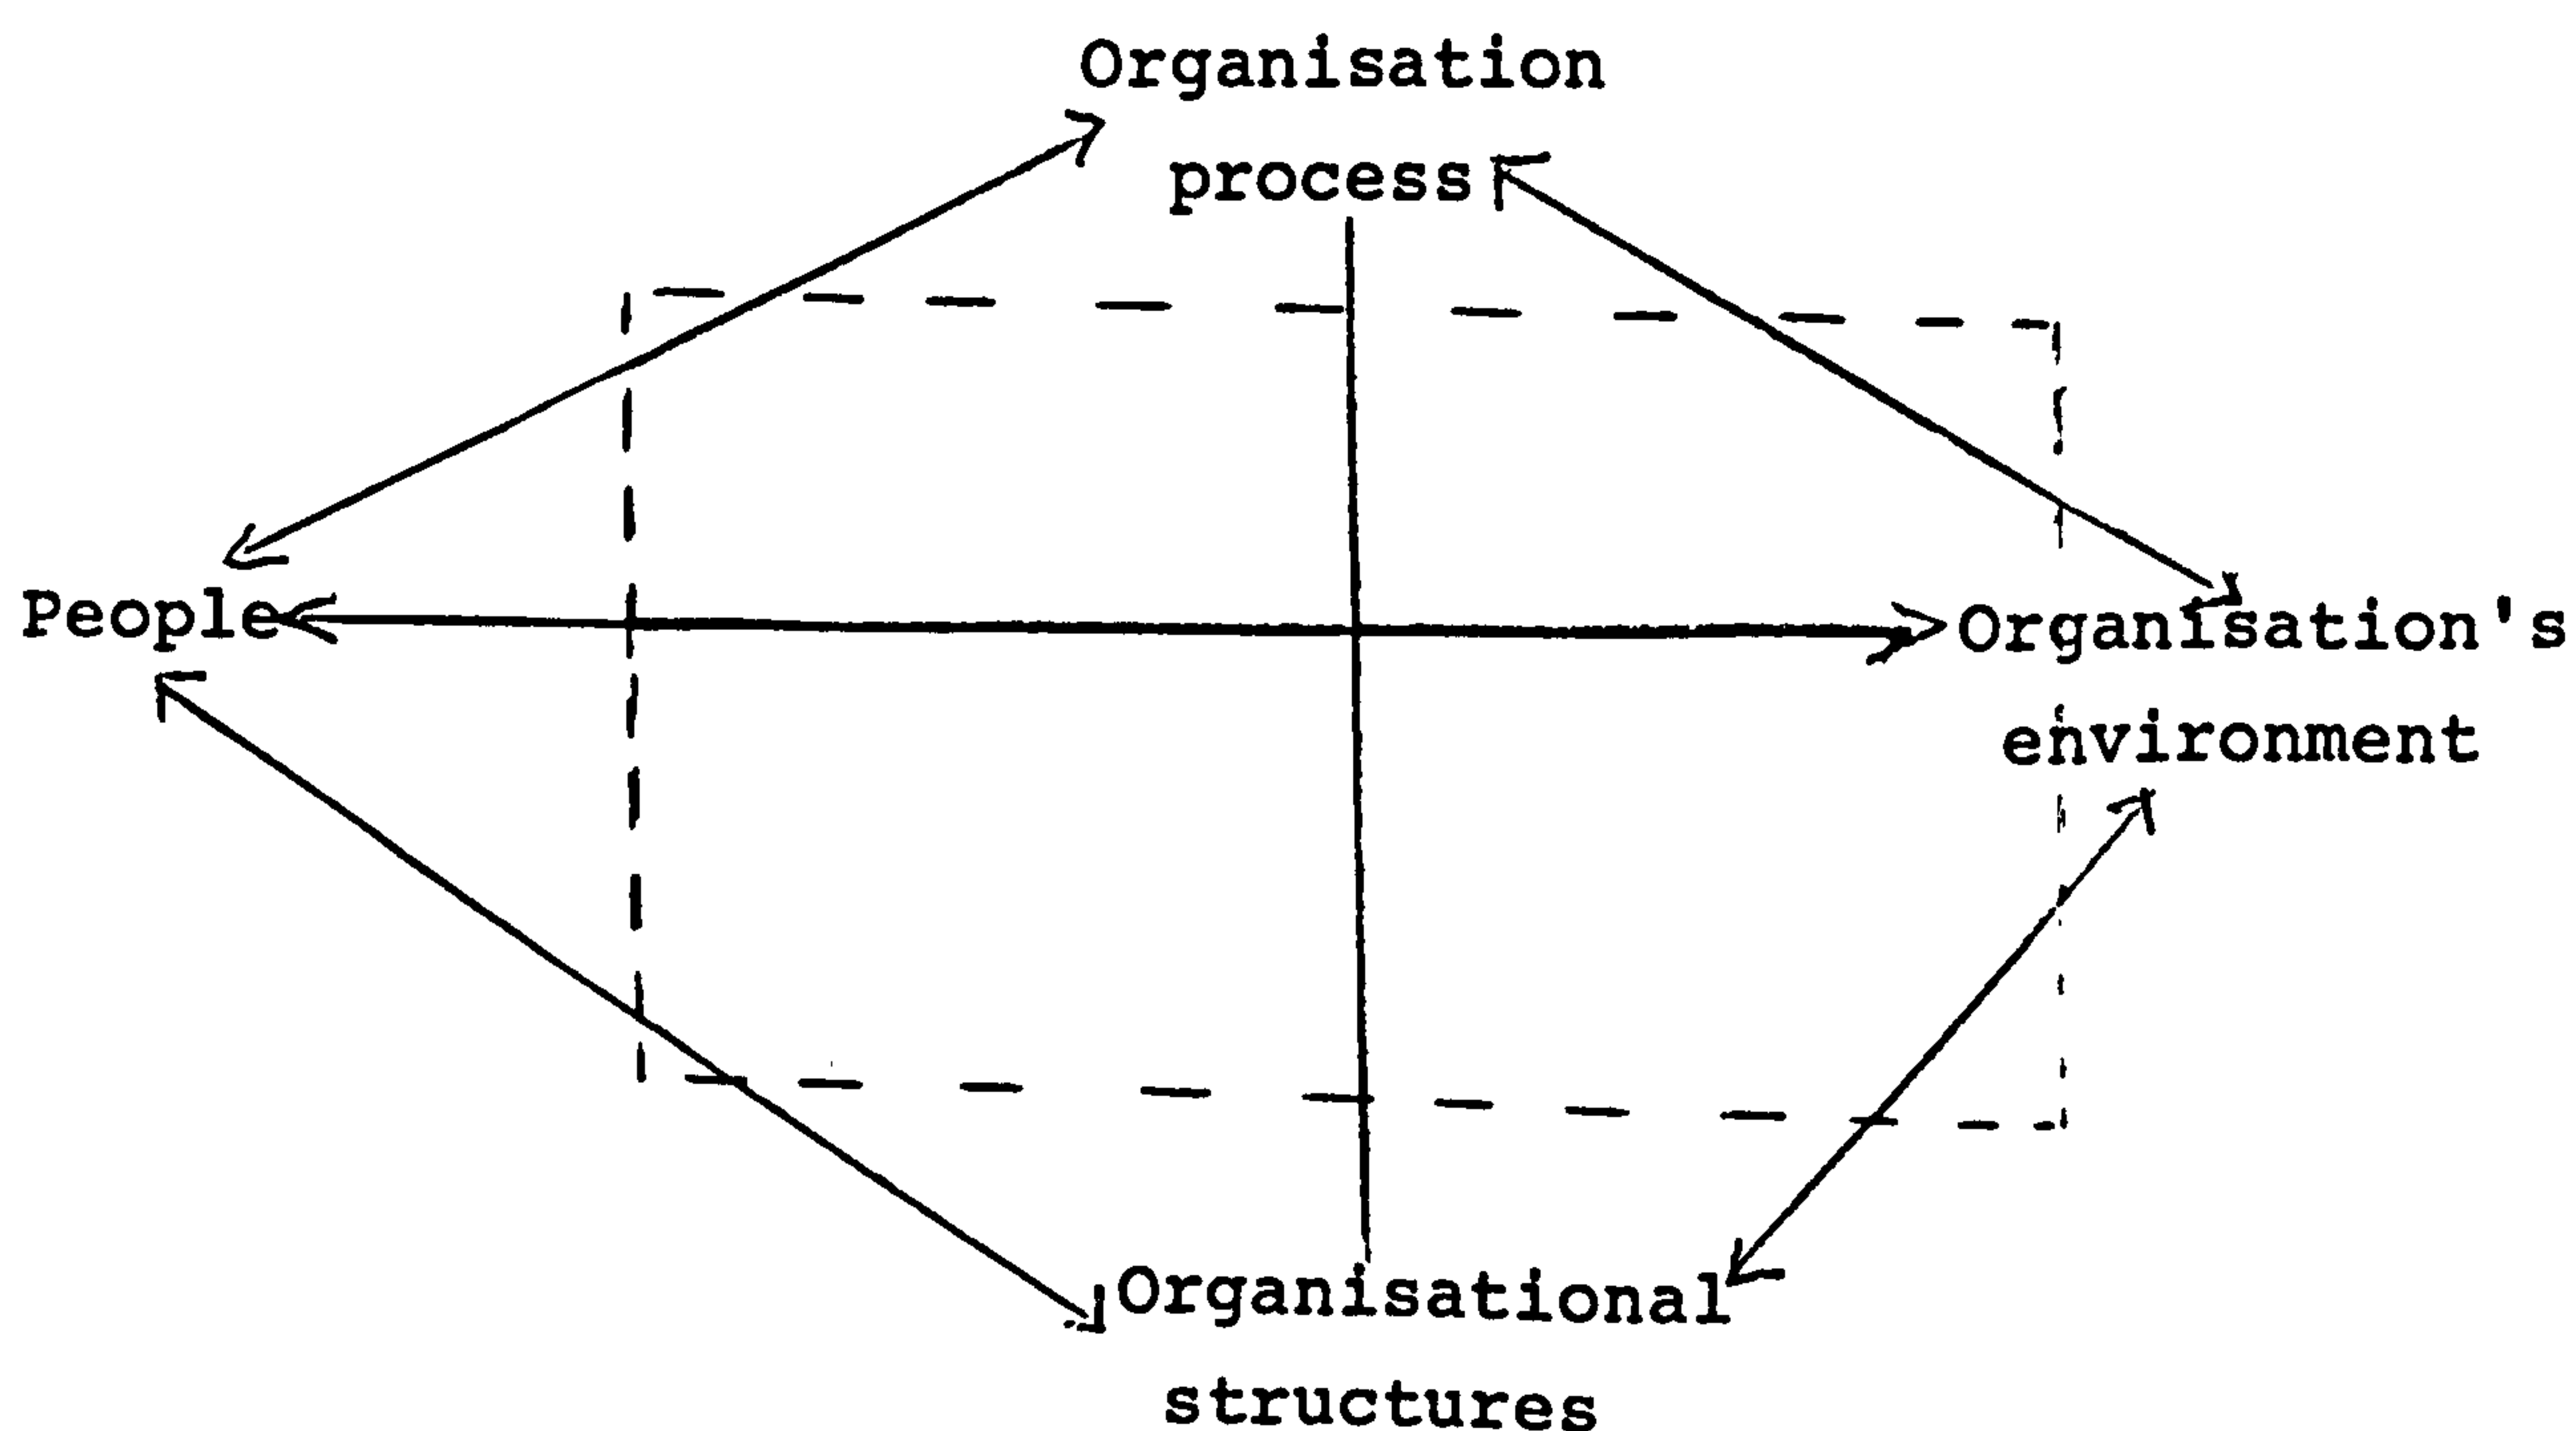 Organisation
process
People
Organisation's
environment
Organisational
structures